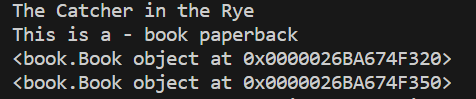 The Catcher in the Rye
This is a - book paperback
<book.Book object at 0x0000026BA674F320>
<book.Book object at 0x0000026BA674F350>